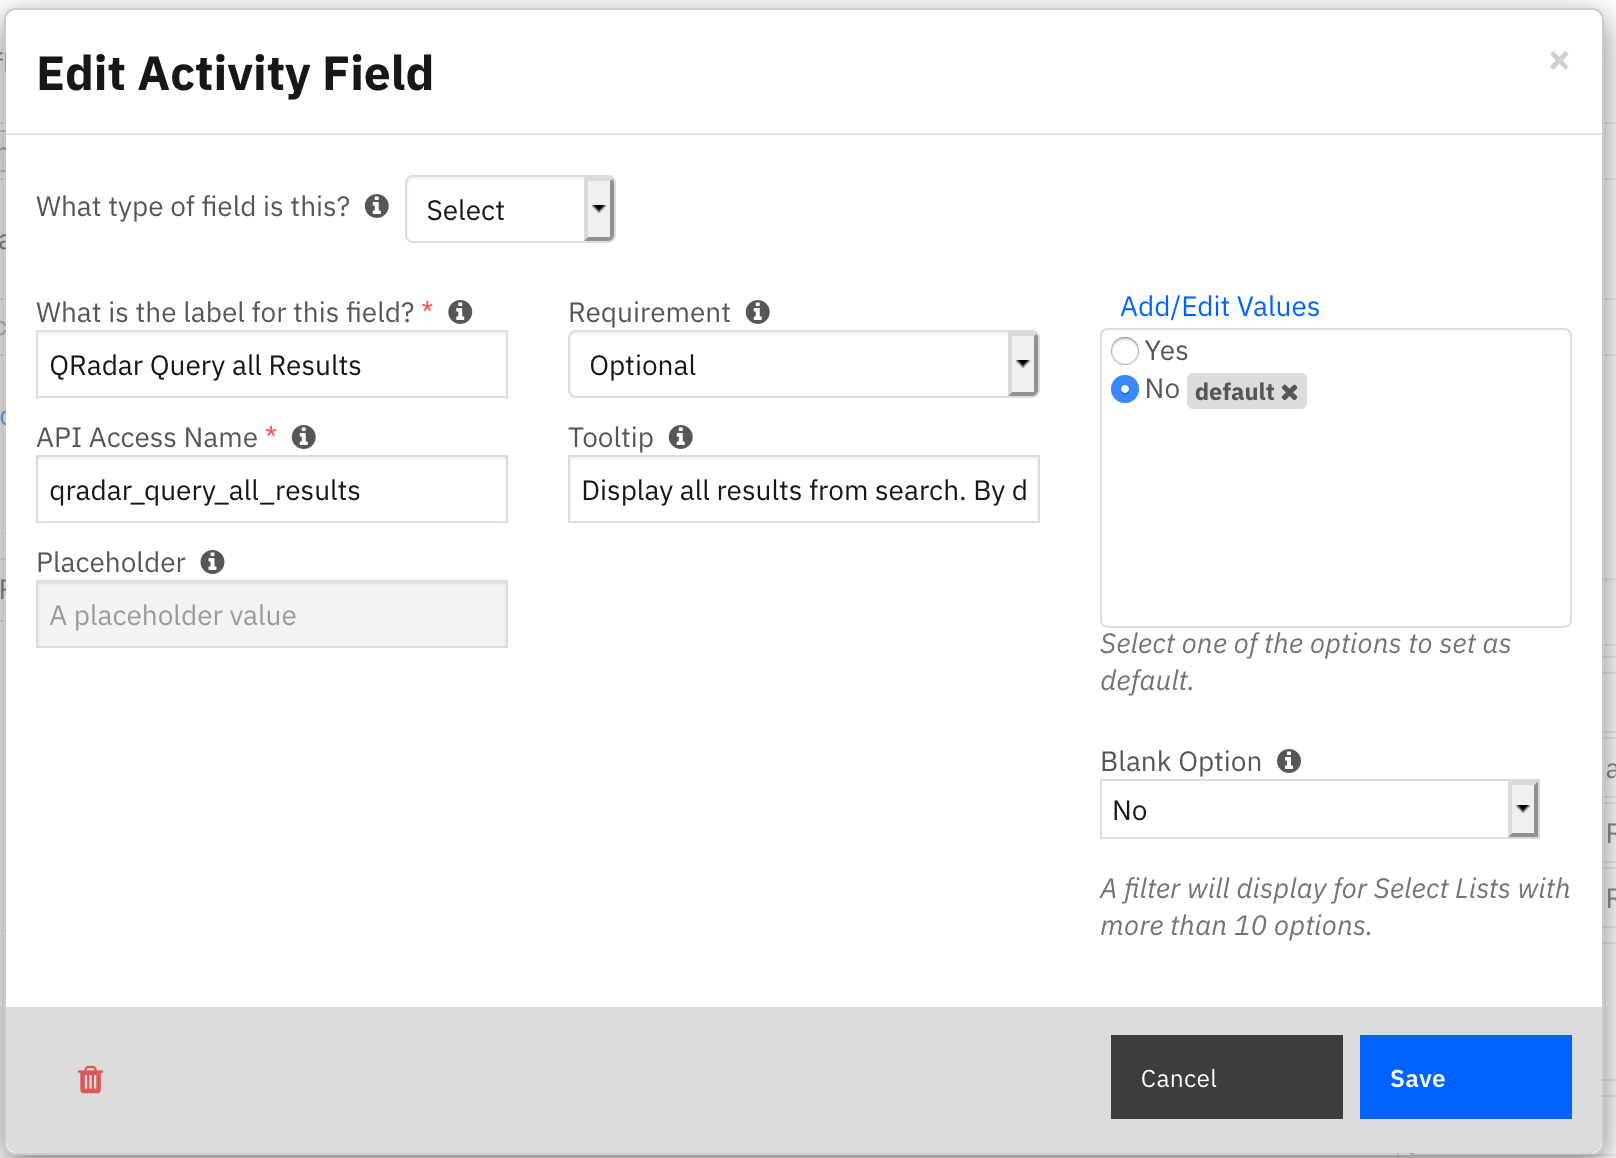 Edit Activity Field
What type of field is this?
Select
What is the label for this field? *
QRadar Query all Results
API Access Name *
qradar_query_all_results
Placeholder
A placeholder value
Requirement
Optional
Tooltip
Display all results from search. By d
Add/Edit Values
Yes
No default
Select one of the options to set as
default.
Blank Option
No
A filter will display for Select Lists with
more than 10 options.
Cancel
Save